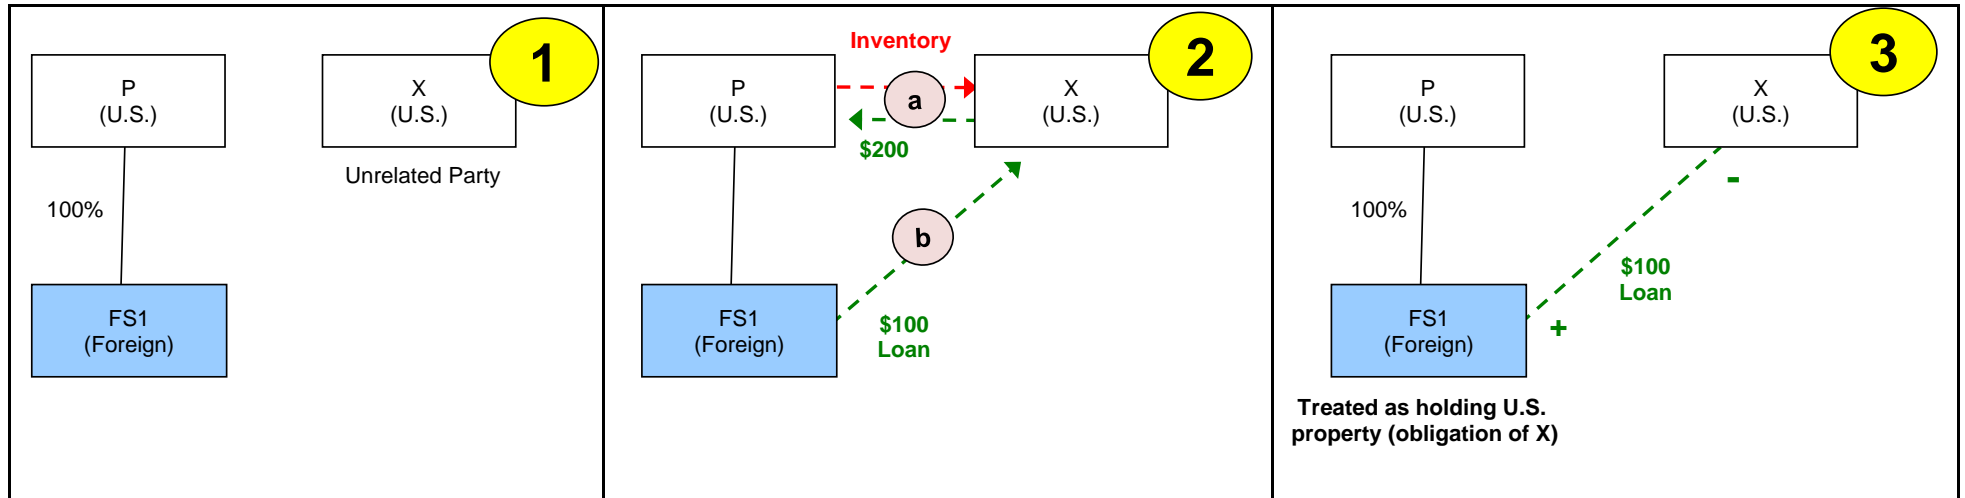 1
P
(U.S.)
X
(U.S.)
Unrelated Party
100%
FS1
(Foreign)
2
Inventory
P
(U.S.)
a
X
(U.S.)
$200
b
FS1
(Foreign)
$100
Loan
3
P
(U.S.)
X
(U.S.)
-
100%
$100
Loan
FS1
(Foreign)
+
Treated as holding U.S.
property (obligation of X)